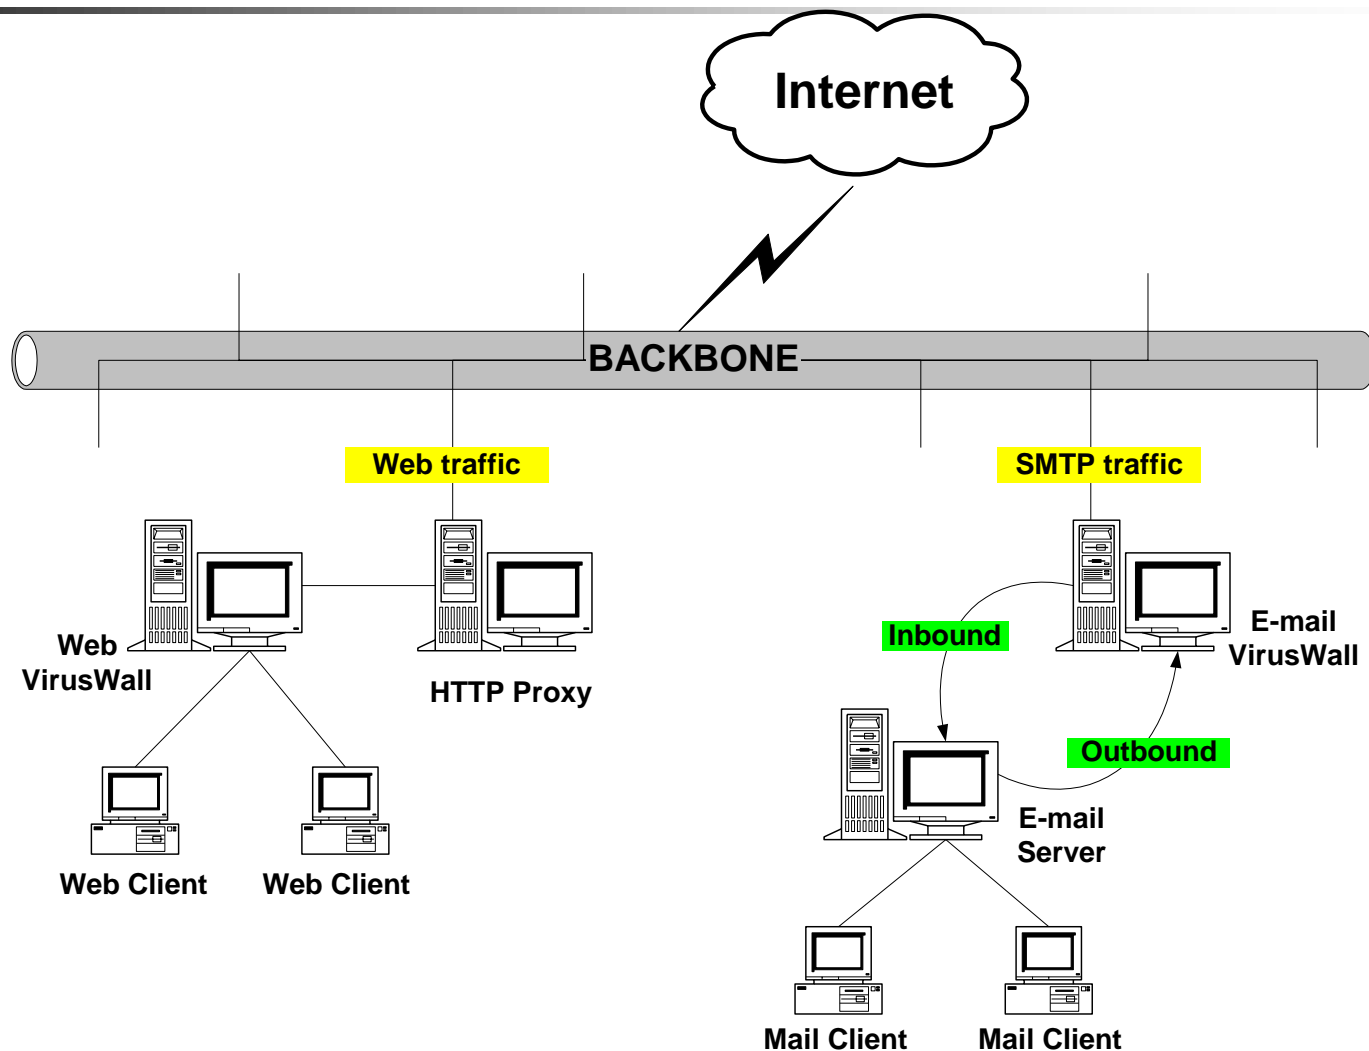 Internet
BACKBONE
Web traffic
SMTP traffic
Web
VirusWall
HTTP Proxy
Inbound
E-mail
VirusWall
Outbound
E-mail
Server
Web Client
Web Client
Mail Client
Mail Client